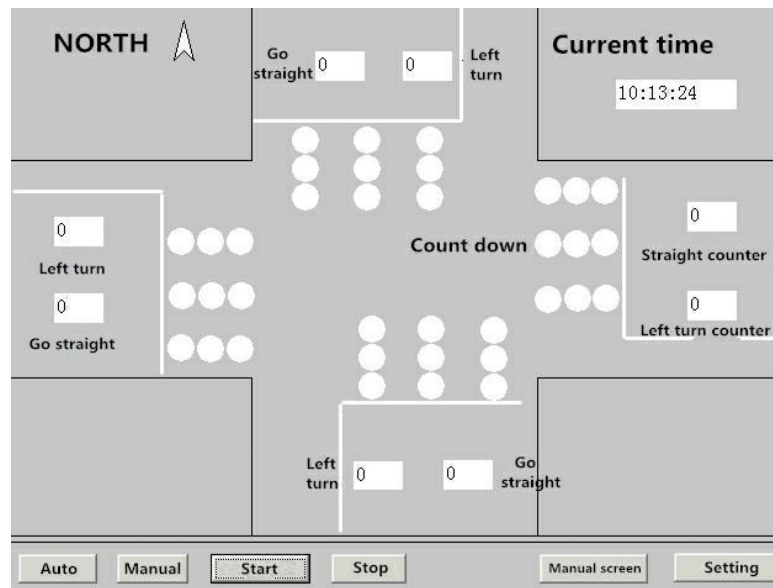 NORTH
Go
straight
0
0
Left
turn
Current time
10:13:24
0
Left turn
0
Go straight
Count down
0
Straight counter
0
Left turn counter
Left
turn
0
0
Go
straight
Auto
Manual
Start
Stop
Manual screen
Setting